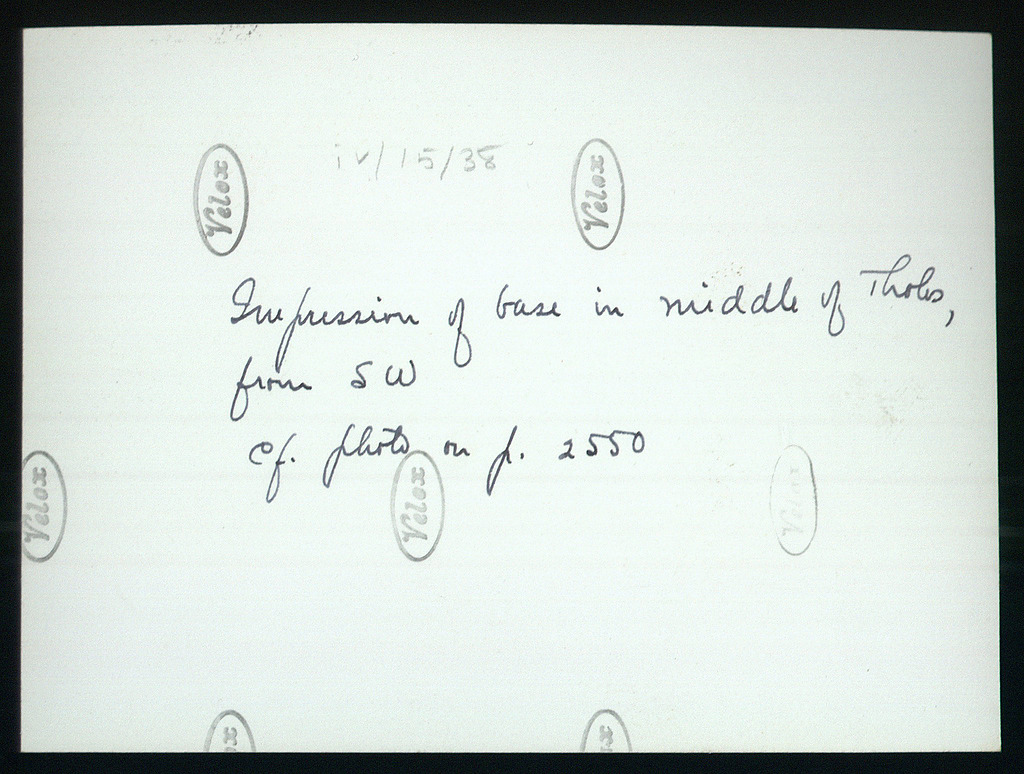 iv/15/38
Velox Velox
Impression of base in middle of Tholos,
from SW
cf. photo on p. 2550
Velox Velox Velox